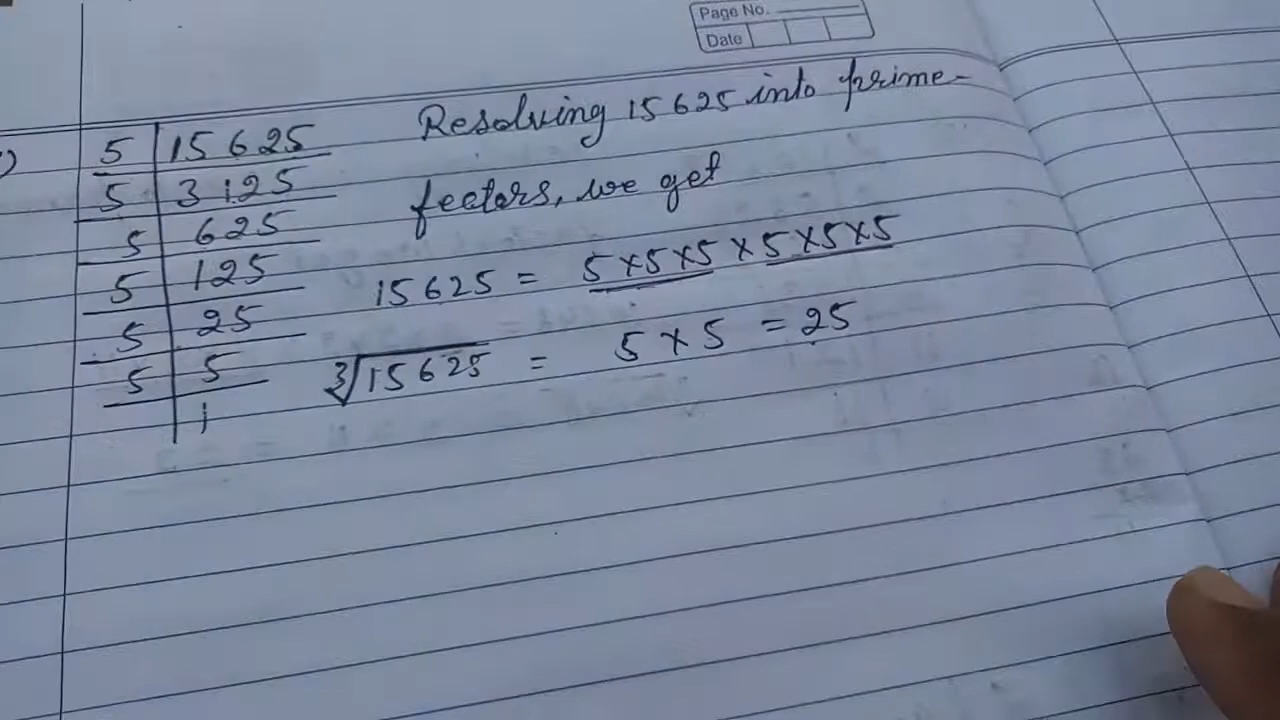 Page No.
Date
5 | 15625
5 | 3125
5 | 625
5 | 125
5 | 25
5 | 5
1
Resolving 15625 into prime-
fectors, we get
15625 = 5×5×5 × 5×5×5
∛15625 = 5 × 5 = 25